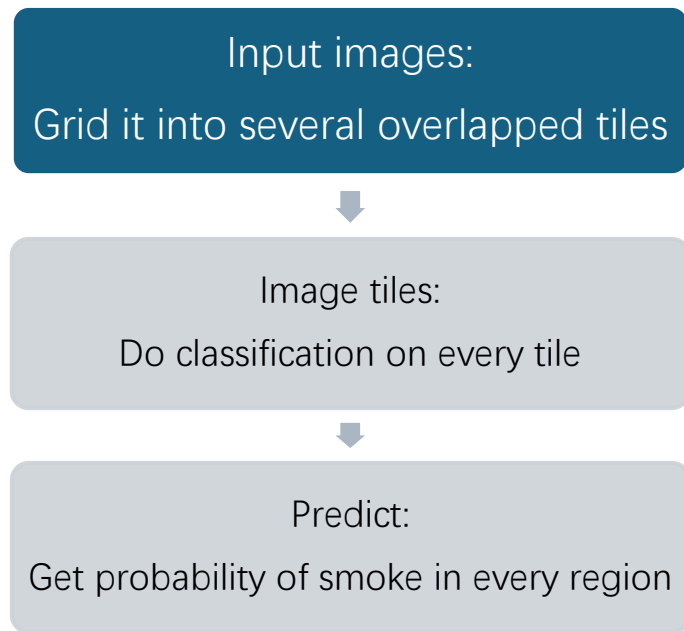 Input images:
Grid it into several overlapped tiles
Image tiles:
Do classification on every tile
Predict:
Get probability of smoke in every region